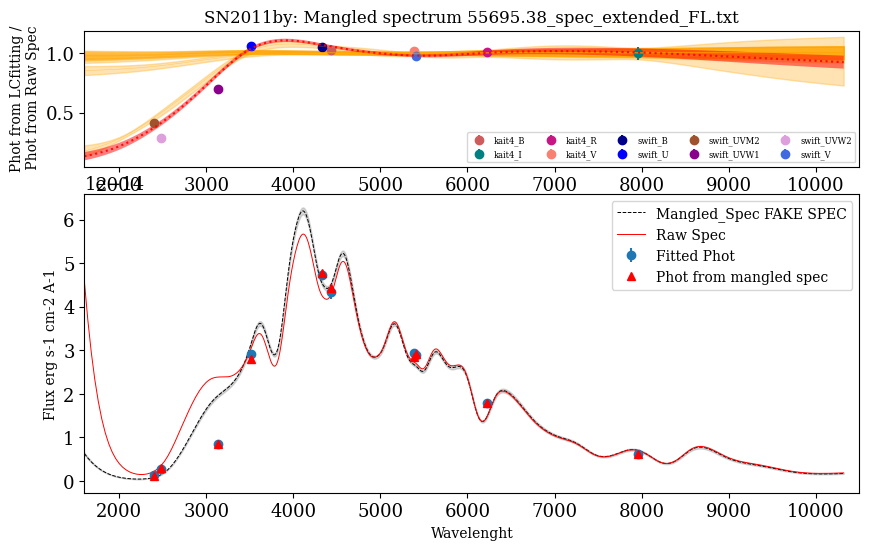 SN2011by: Mangled spectrum 55695.38_spec_extended_FL.txt
Phot from LCfitting /
Phot from Raw Spec
1.0
0.5
kait4_B kait4_R swift_B swift_UVM2 swift_UVW2
kait4_I kait4_V swift_U swift_UVW1 swift_V
2000 3000 4000 5000 6000 7000 8000 9000 10000
1e−14
Flux erg s-1 cm-2 A-1
6
5
4
3
2
1
0
Mangled_Spec FAKE SPEC
Raw Spec
Fitted Phot
Phot from mangled spec
2000 3000 4000 5000 6000 7000 8000 9000 10000
Wavelenght